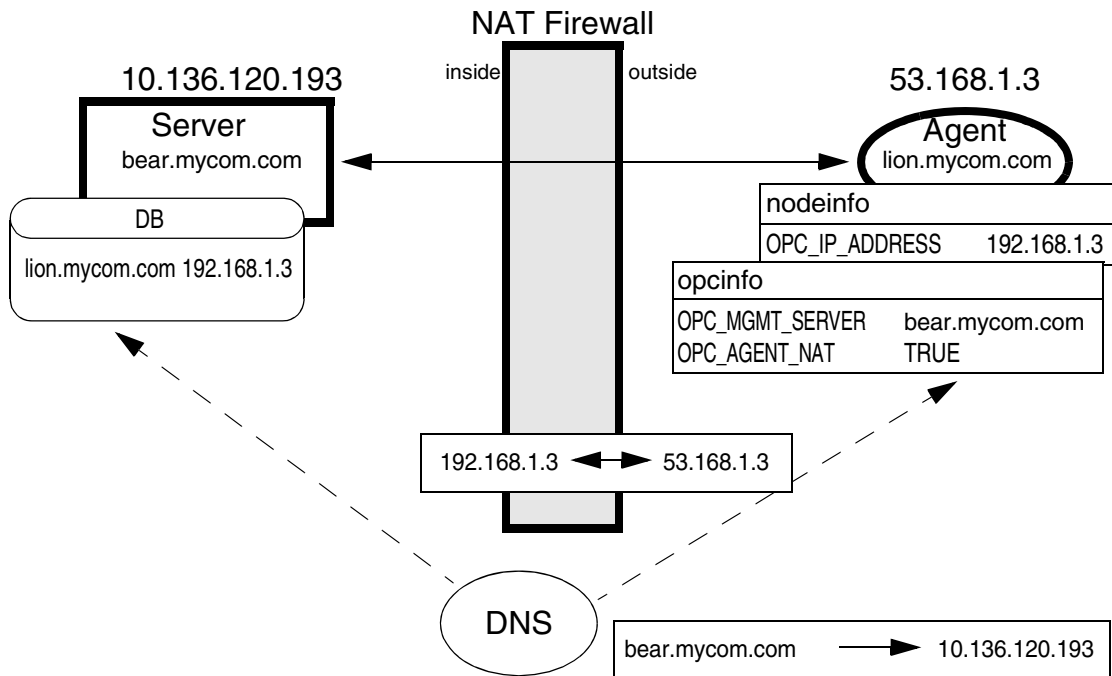 NAT Firewall
inside
outside
10.136.120.193
Server
bear.mycom.com
DB
lion.mycom.com 192.168.1.3
53.168.1.3
Agent
lion.mycom.com
nodeinfo
OPC_IP_ADDRESS 192.168.1.3
opcinfo
OPC_MGMT_SERVER bear.mycom.com
OPC_AGENT_NAT TRUE
192.168.1.3 53.168.1.3
DNS
bear.mycom.com 10.136.120.193